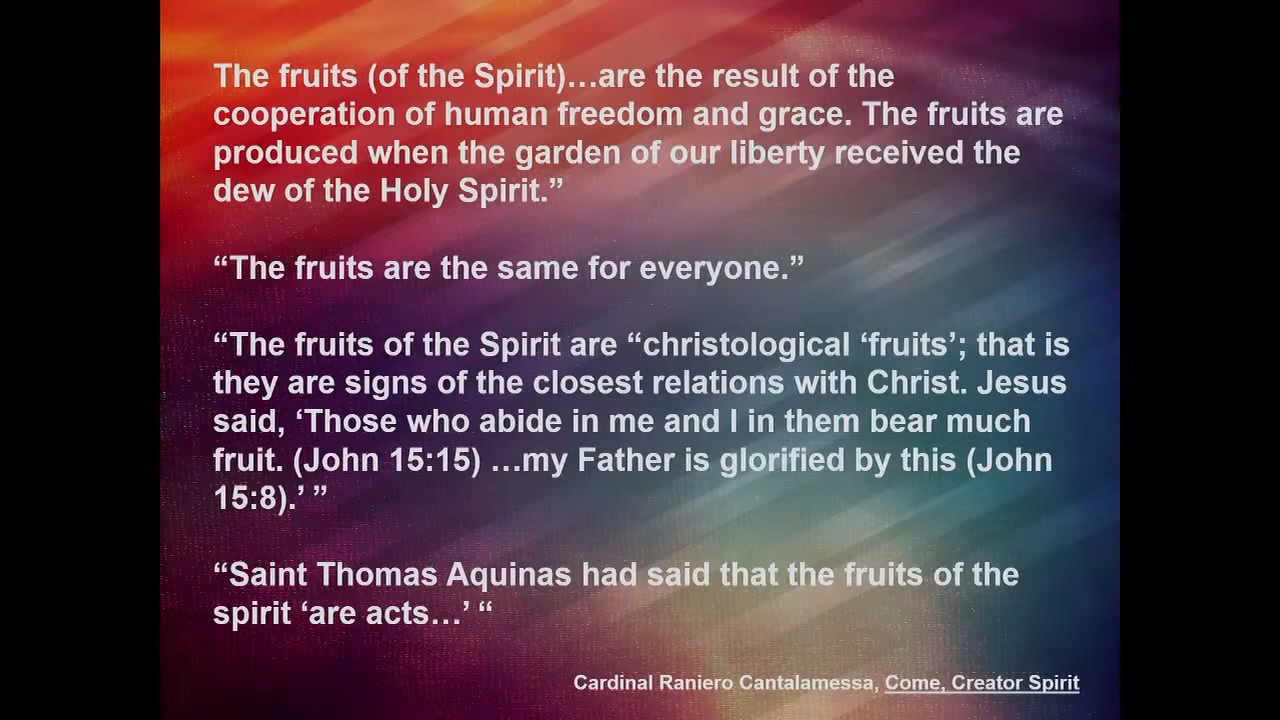 The fruits (of the Spirit)…are the result of the
cooperation of human freedom and grace. The fruits are
produced when the garden of our liberty received the
dew of the Holy Spirit.”
“The fruits are the same for everyone.”
“The fruits of the Spirit are “christological ‘fruits’; that is
they are signs of the closest relations with Christ. Jesus
said, ‘Those who abide in me and I in them bear much
fruit. (John 15:15) …my Father is glorified by this (John
15:8).’ ”
“Saint Thomas Aquinas had said that the fruits of the
spirit ‘are acts…’ “
Cardinal Raniero Cantalamessa, Come, Creator Spirit